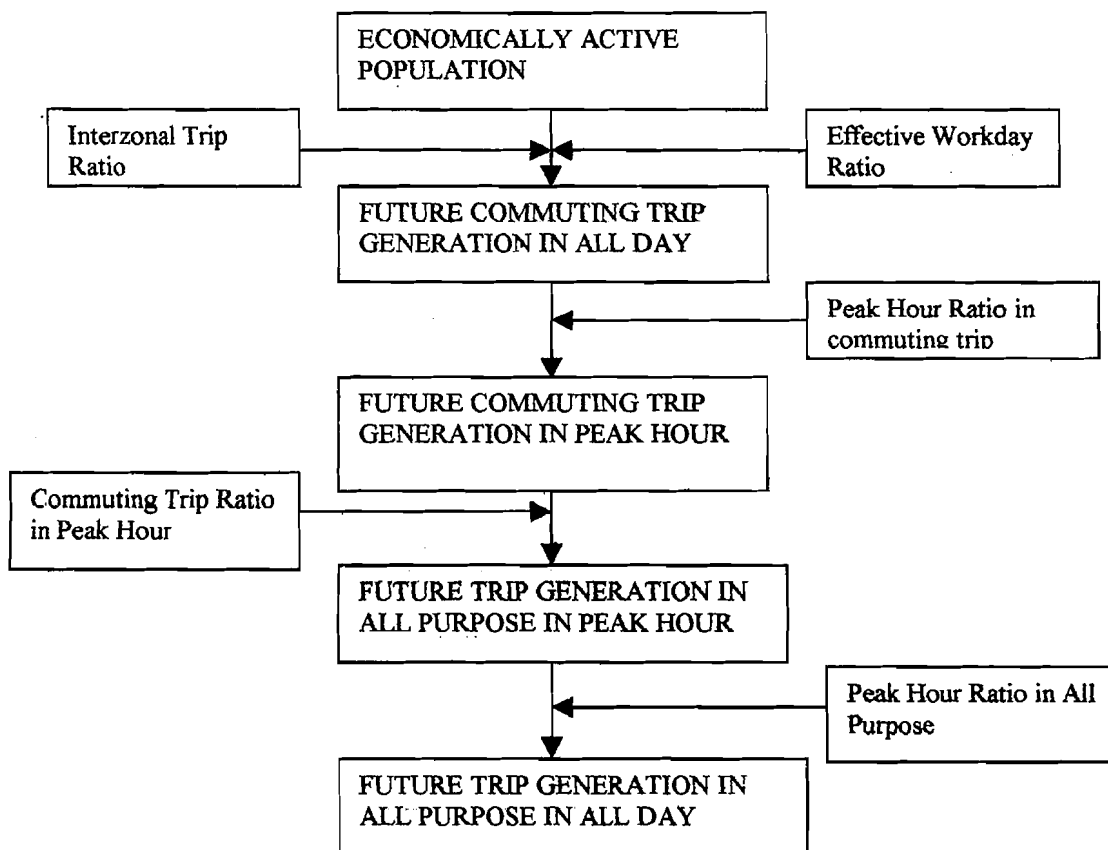 ECONOMICALLY ACTIVE
POPULATION
Interzonal Trip
Ratio
Effective Workday
Ratio
FUTURE COMMUTING TRIP
GENERATION IN ALL DAY
Peak Hour Ratio in
commuting trip
FUTURE COMMUTING TRIP
GENERATION IN PEAK HOUR
Commuting Trip Ratio
in Peak Hour
FUTURE TRIP GENERATION IN
ALL PURPOSE IN PEAK HOUR
Peak Hour Ratio in All
Purpose
FUTURE TRIP GENERATION IN
ALL PURPOSE IN ALL DAY